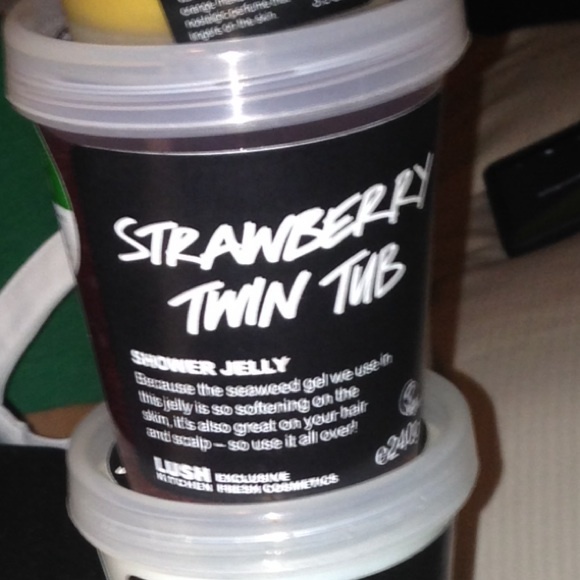 STRAWBERRY
TWIN TUB
SHOWER JELLY
Because the seaweed gel we use in
this jelly is so softening on the
skin, it's also great on your hair
and scalp – so use it all over!
e240g
LUSH EXCLUSIVE
KITCHEN FRESH COSMETICS